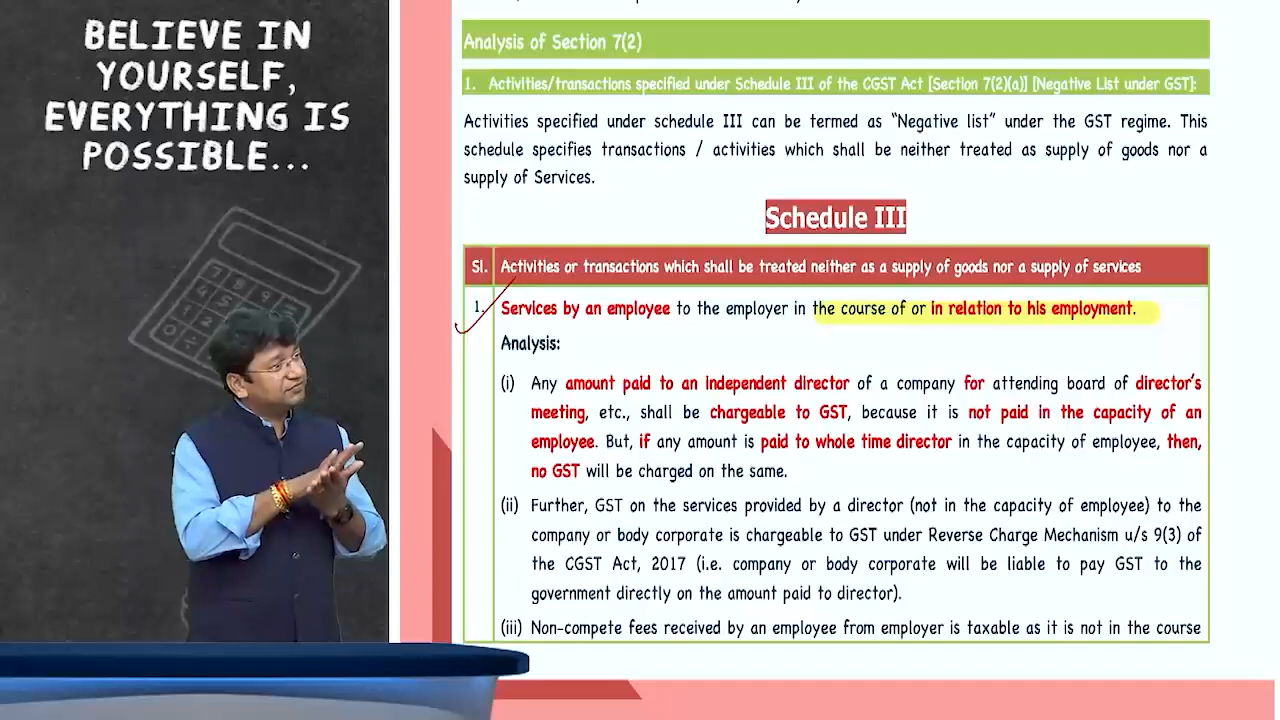 BELIEVE IN
YOURSELF,
EVERYTHING IS
POSSIBLE...
Analysis of Section 7(2)
1. Activities/transactions specified under Schedule III of the CGST Act [Section 7(2)(a)] [Negative List under GST]:
Activities specified under schedule III can be termed as “Negative list” under the GST regime. This
schedule specifies transactions / activities which shall be neither treated as supply of goods nor a
supply of Services.
Schedule III
Sl. Activities or transactions which shall be treated neither as a supply of goods nor a supply of services
1. Services by an employee to the employer in the course of or in relation to his employment.
Analysis:
(i) Any amount paid to an independent director of a company for attending board of director's
meeting, etc., shall be chargeable to GST, because it is not paid in the capacity of an
employee. But, if any amount is paid to whole time director in the capacity of employee, then,
no GST will be charged on the same.
(ii) Further, GST on the services provided by a director (not in the capacity of employee) to the
company or body corporate is chargeable to GST under Reverse Charge Mechanism u/s 9(3) of
the CGST Act, 2017 (i.e. company or body corporate will be liable to pay GST to the
government directly on the amount paid to director).
(iii) Non-compete fees received by an employee from employer is taxable as it is not in the course